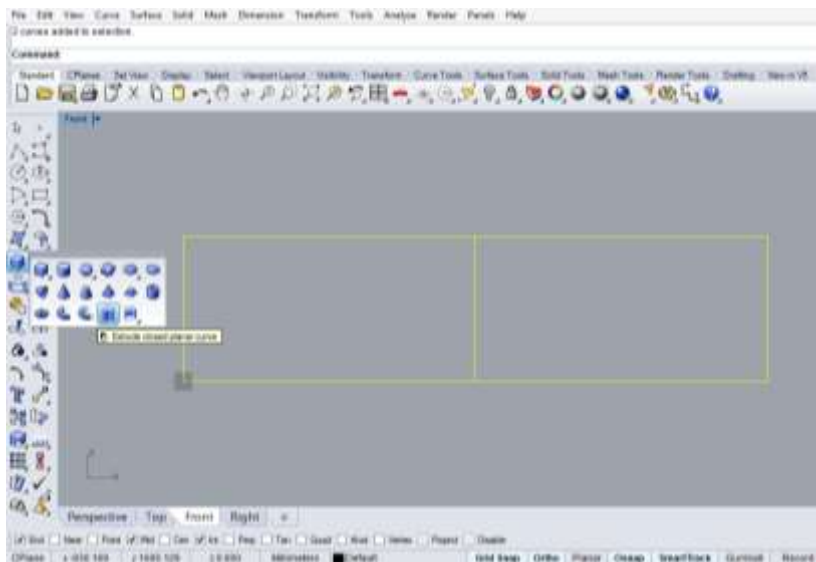 File Edit View Curve Surface Solid Mesh Dimension Transform Tools Analyze Render Panels Help
2 curves added to selection.
Command:
Standard CPlanes Set View Display Select Viewport Layout Visibility Transform Curve Tools Surface Tools Solid Tools Mesh Tools Render Tools Drafting New in V5
Front
Extrude closed planar curve
Perspective Top Front Right
End Near Point Mid Cen Int Perp Tan Quad Knot Vertex Project Disable
CPlane Millimeters Default Grid Snap Ortho Planar Osnap SmartTrack Gumball Record